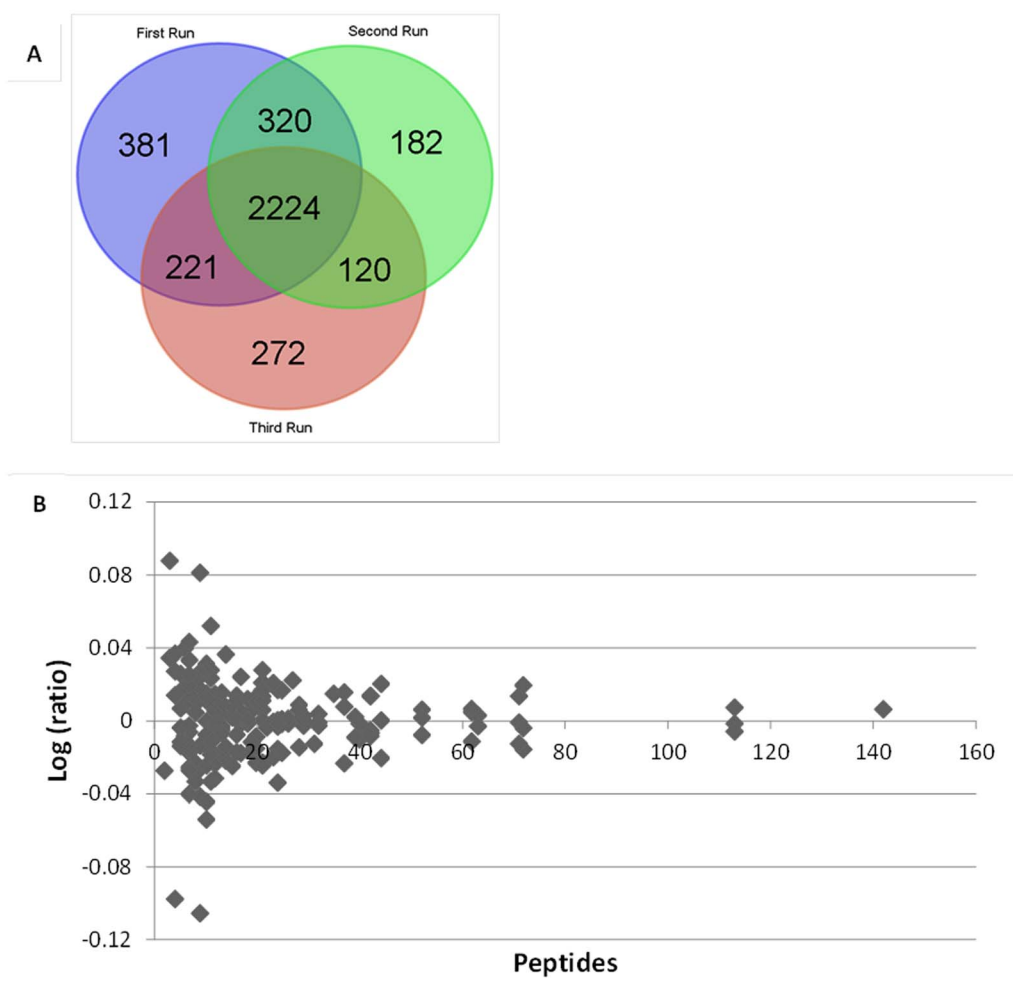 A
First Run
Second Run
381
320
182
2224
221
120
272
Third Run
B
0.12
0.08
0.04
0
-0.04
-0.08
-0.12
Log (ratio)
0 20 40 60 80 100 120 140 160
Peptides